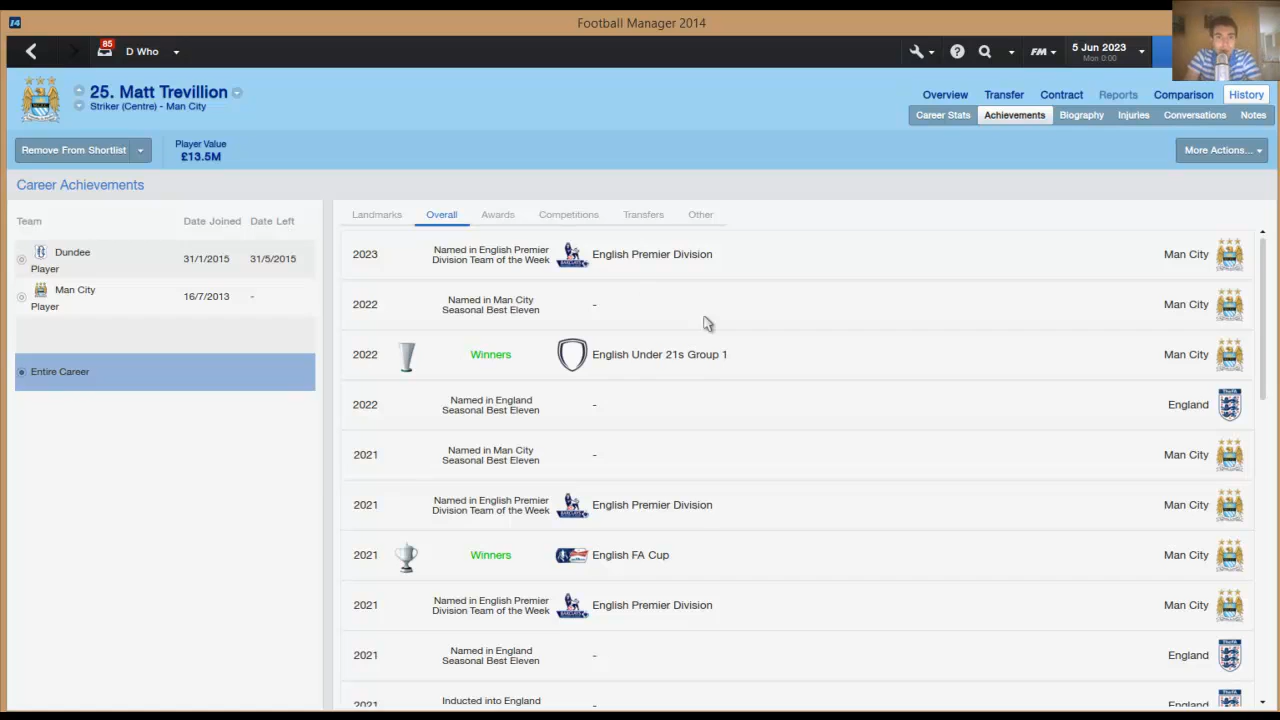 Football Manager 2014
85
D Who
FM
5 Jun 2023
Mon 0:00
25. Matt Trevillion
Striker (Centre) - Man City
Overview
Transfer
Contract
Reports
Comparison
History
Career Stats
Achievements
Biography
Injuries
Conversations
Notes
Remove From Shortlist
Player Value
£13.5M
More Actions...
Career Achievements
Team
Date Joined
Date Left
Dundee
Player
31/1/2015
31/5/2015
Man City
Player
16/7/2013
-
Entire Career
Landmarks
Overall
Awards
Competitions
Transfers
Other
2023
Named in English Premier
Division Team of the Week
English Premier Division
Man City
2022
Named in Man City
Seasonal Best Eleven
-
Man City
2022
Winners
English Under 21s Group 1
Man City
2022
Named in England
Seasonal Best Eleven
-
England
2021
Named in Man City
Seasonal Best Eleven
-
Man City
2021
Named in English Premier
Division Team of the Week
English Premier Division
Man City
2021
Winners
English FA Cup
Man City
2021
Named in English Premier
Division Team of the Week
English Premier Division
Man City
2021
Named in England
Seasonal Best Eleven
-
England
2021
Inducted into England
England